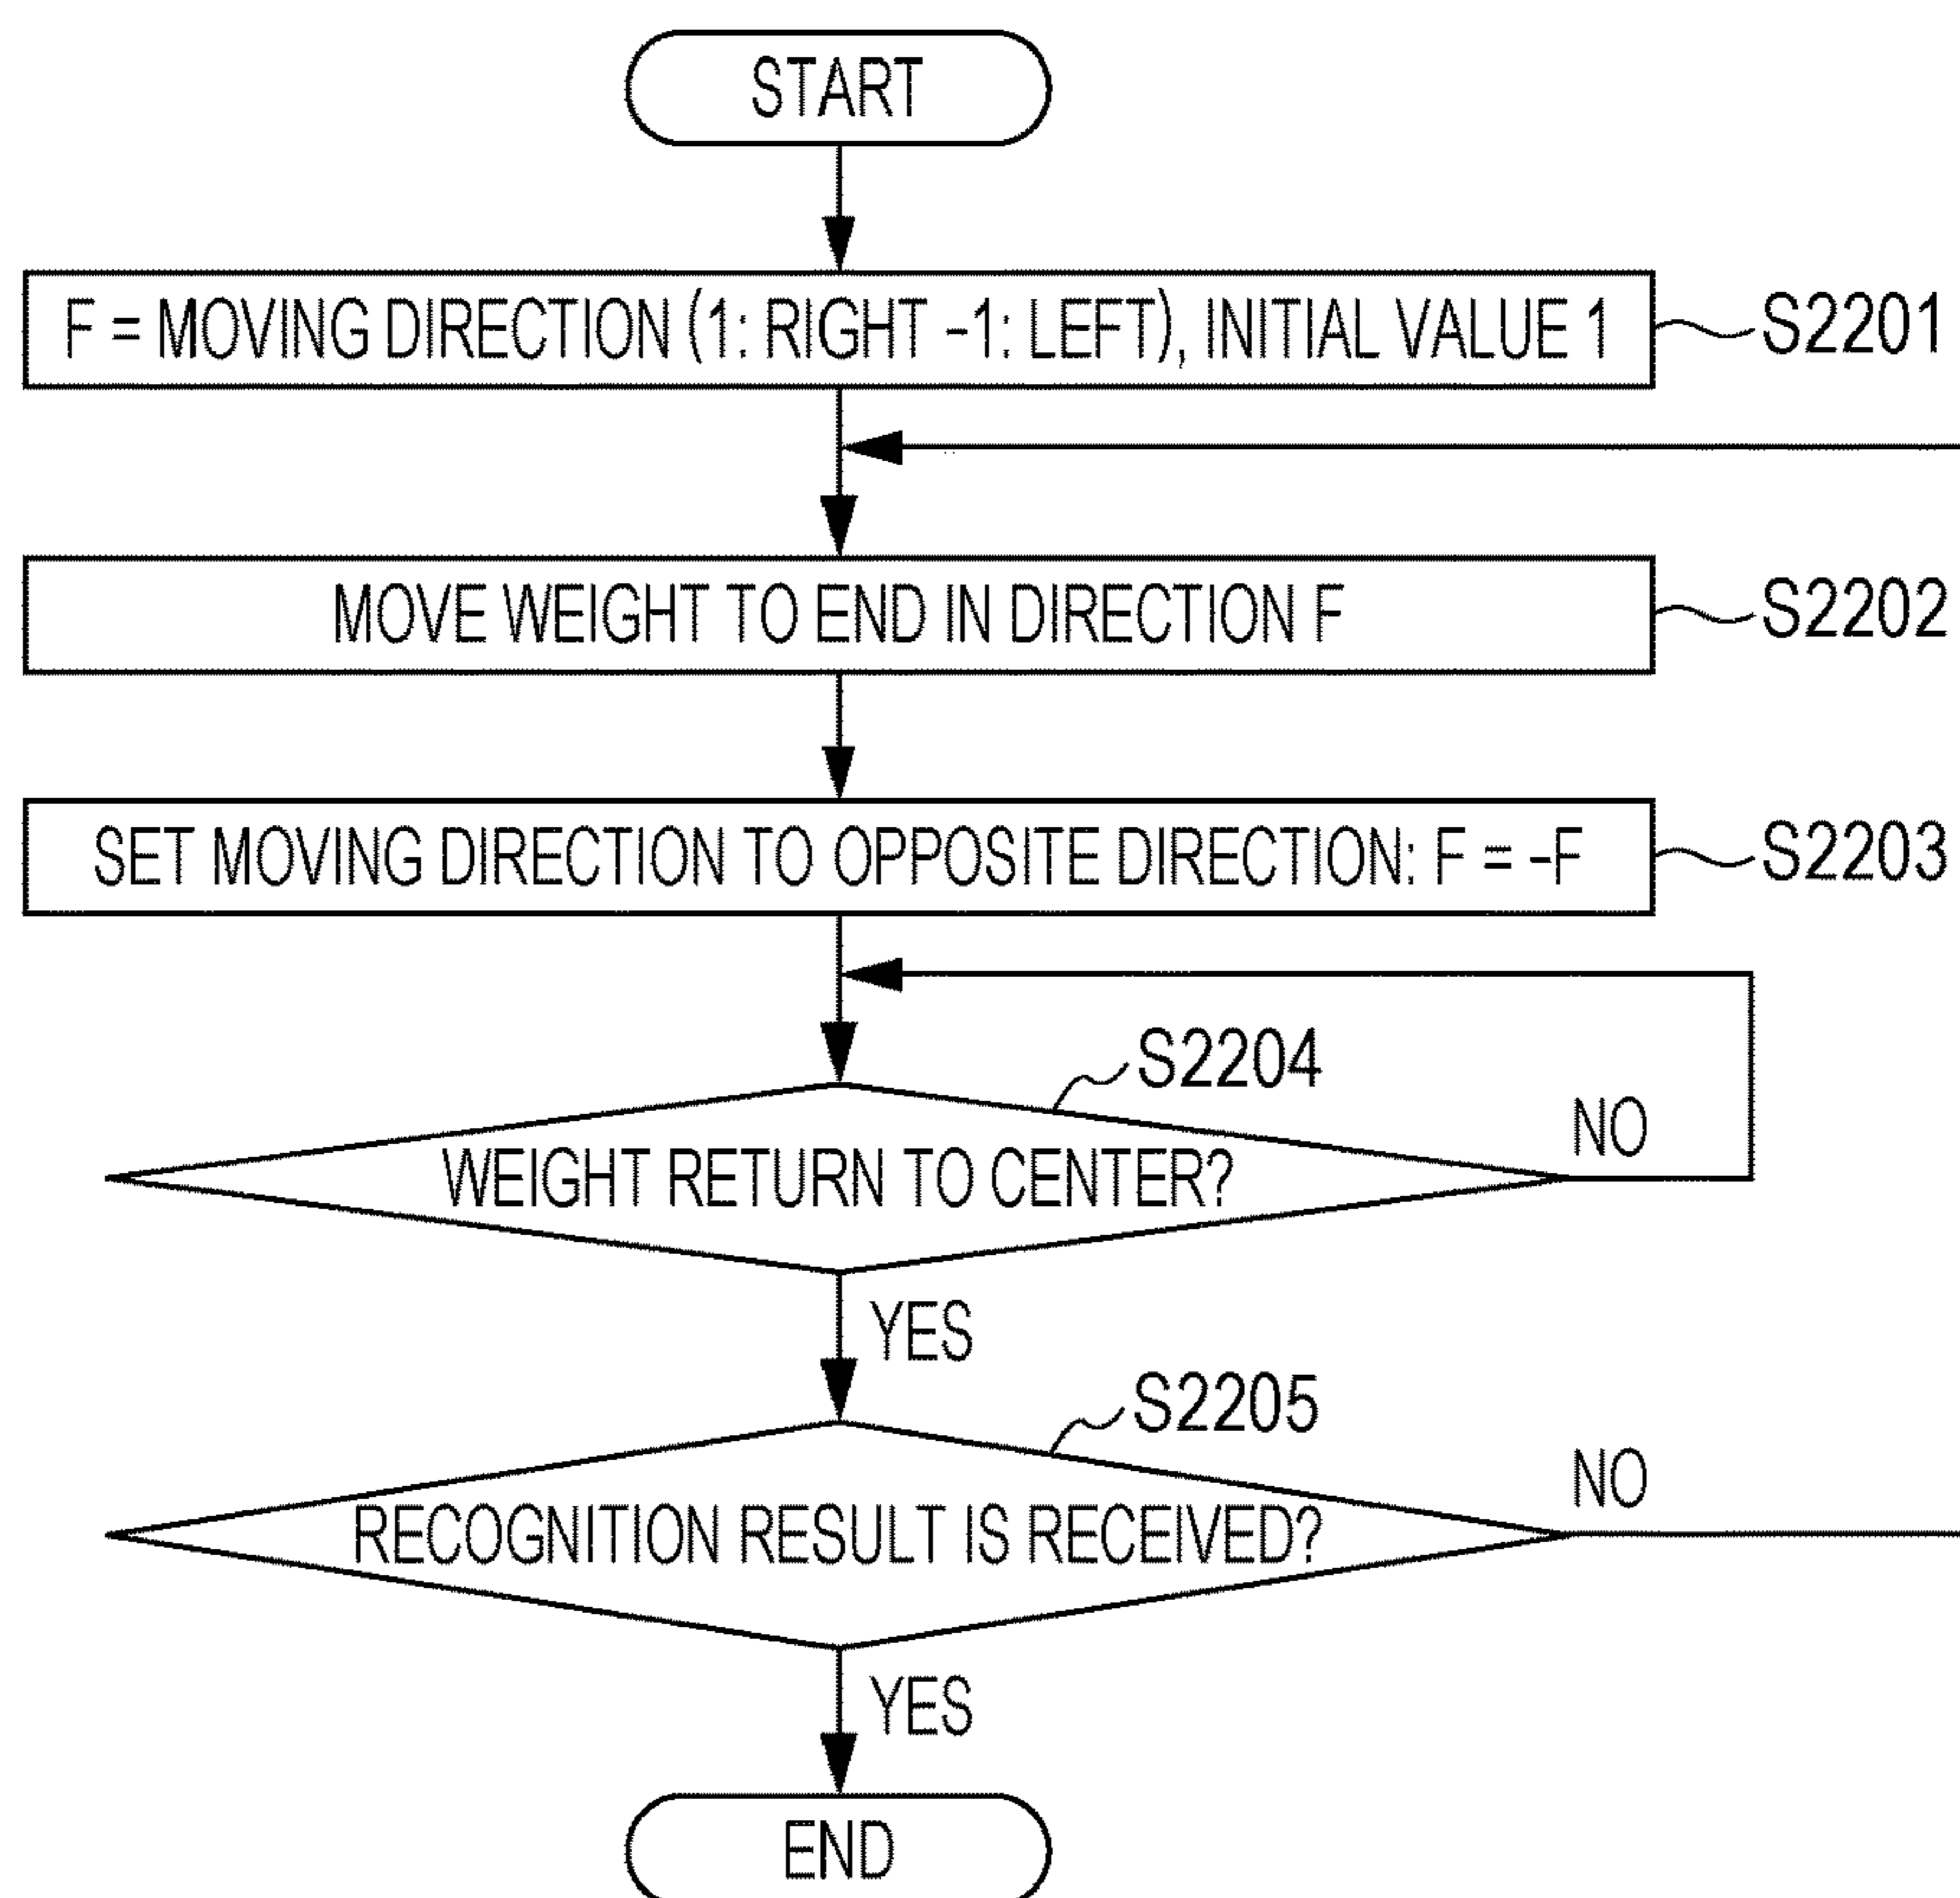 START
F = MOVING DIRECTION (1: RIGHT -1: LEFT), INITIAL VALUE 1
S2201
MOVE WEIGHT TO END IN DIRECTION F
S2202
SET MOVING DIRECTION TO OPPOSITE DIRECTION: F = -F
S2203
S2204
NO
WEIGHT RETURN TO CENTER?
YES
S2205
NO
RECOGNITION RESULT IS RECEIVED?
YES
END